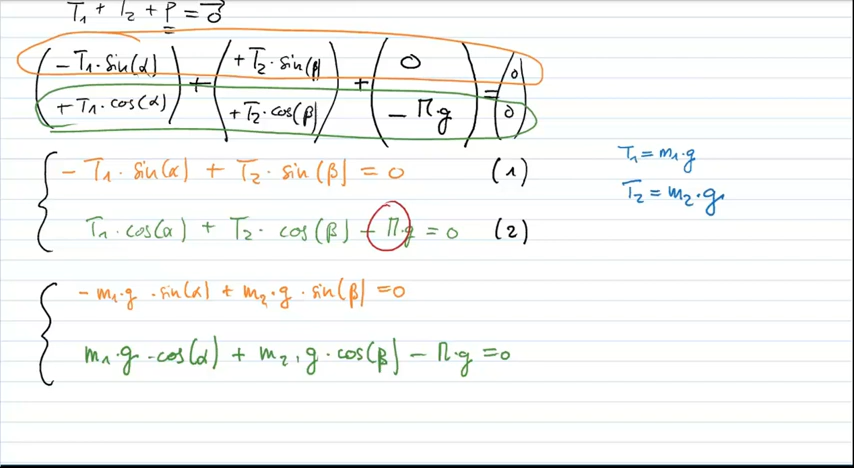 T₁ + T₂ + P = 0⃗
(-T₁·sin(α)) + (+T₂·sin(β) + (0 = (0
+T₁·cos(α)) (+T₂·cos(β)) (-M·g) 0)
- T₁· sin(α) + T₂· sin(β) = 0 (1)
T₁=m₁·g
T₂=m₂·g
T₁·cos(α) + T₂· cos(β) - M·g = 0 (2)
- m₁·g ·sin(α) + m₂·g · sin(β) =0
m₁·g ·cos(α) + m₂·g·cos(β) - M·g =0